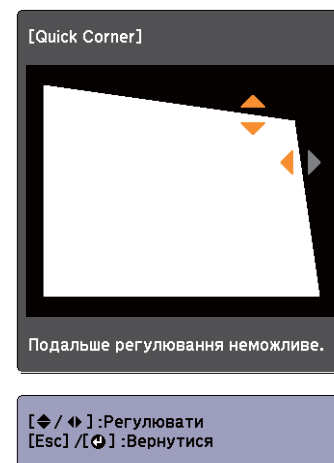 [Quick Corner]
Подальше регулювання неможливе.
[⬍/⬌] :Регулювати
[Esc] /[⏎] :Вернутися